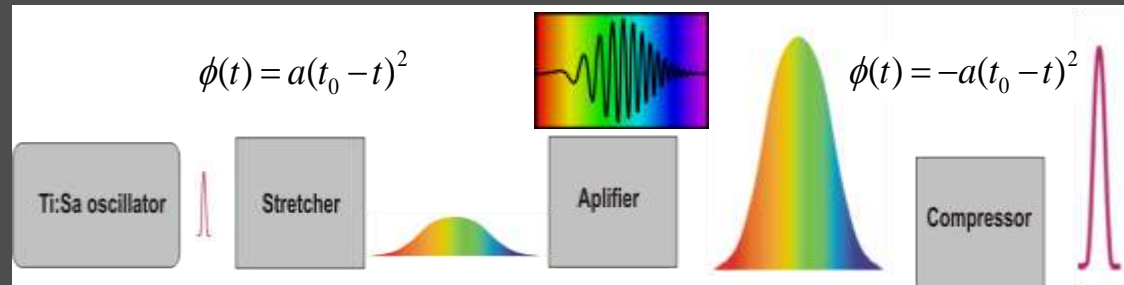 ϕ(t) = a(t₀ − t)²
ϕ(t) = −a(t₀ − t)²
Ti:Sa oscillator
Stretcher
Aplifier
Compressor